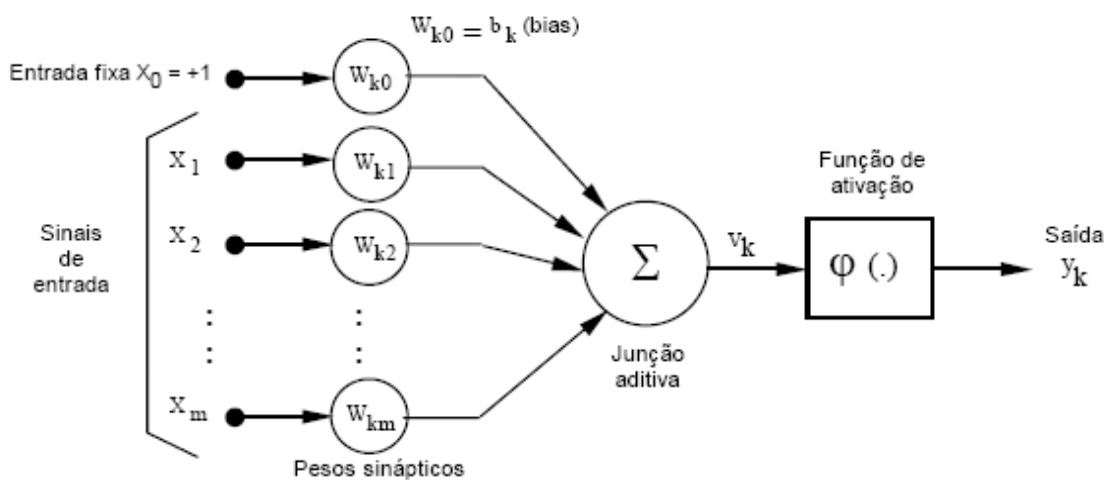 W_k0 = b_k (bias)
Entrada fixa X_0 = +1
W_k0
X_1
W_k1
X_2
W_k2
Sinais
de
entrada
:
:
:
:
X_m
W_km
Pesos sinápticos
Σ
Junção
aditiva
v_k
Função de
ativação
φ (.)
Saída
y_k